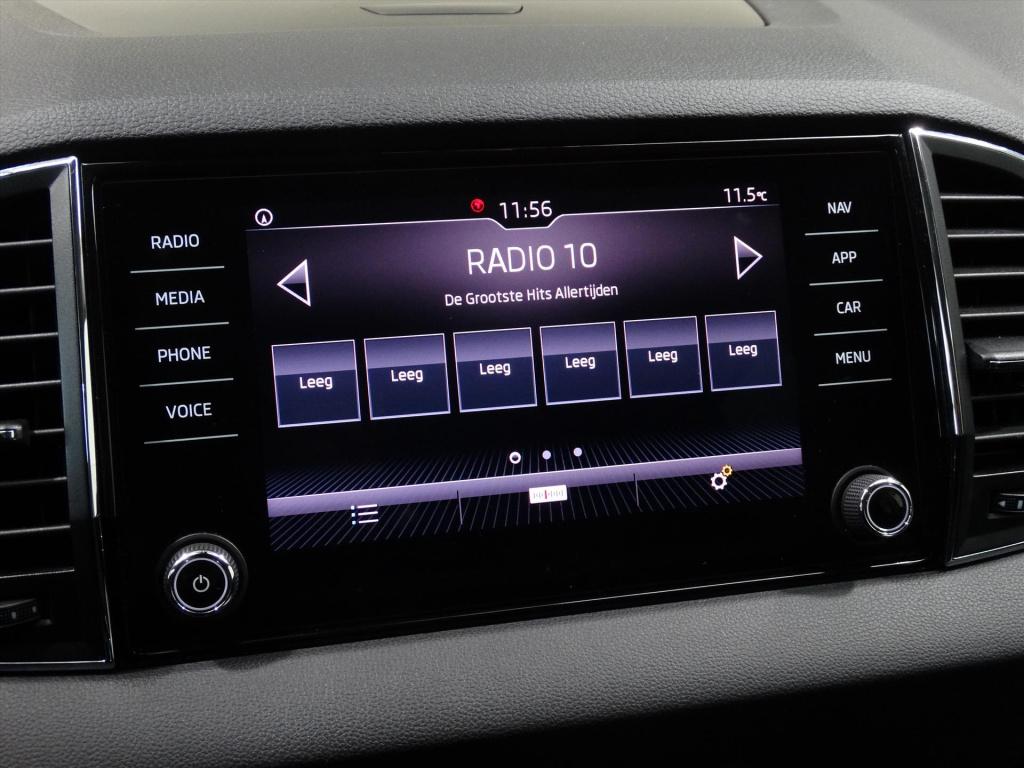 11:56
11.5°C
RADIO
MEDIA
PHONE
VOICE
RADIO 10
De Grootste Hits Allertijden
Leeg Leeg Leeg Leeg Leeg Leeg
NAV
APP
CAR
MENU